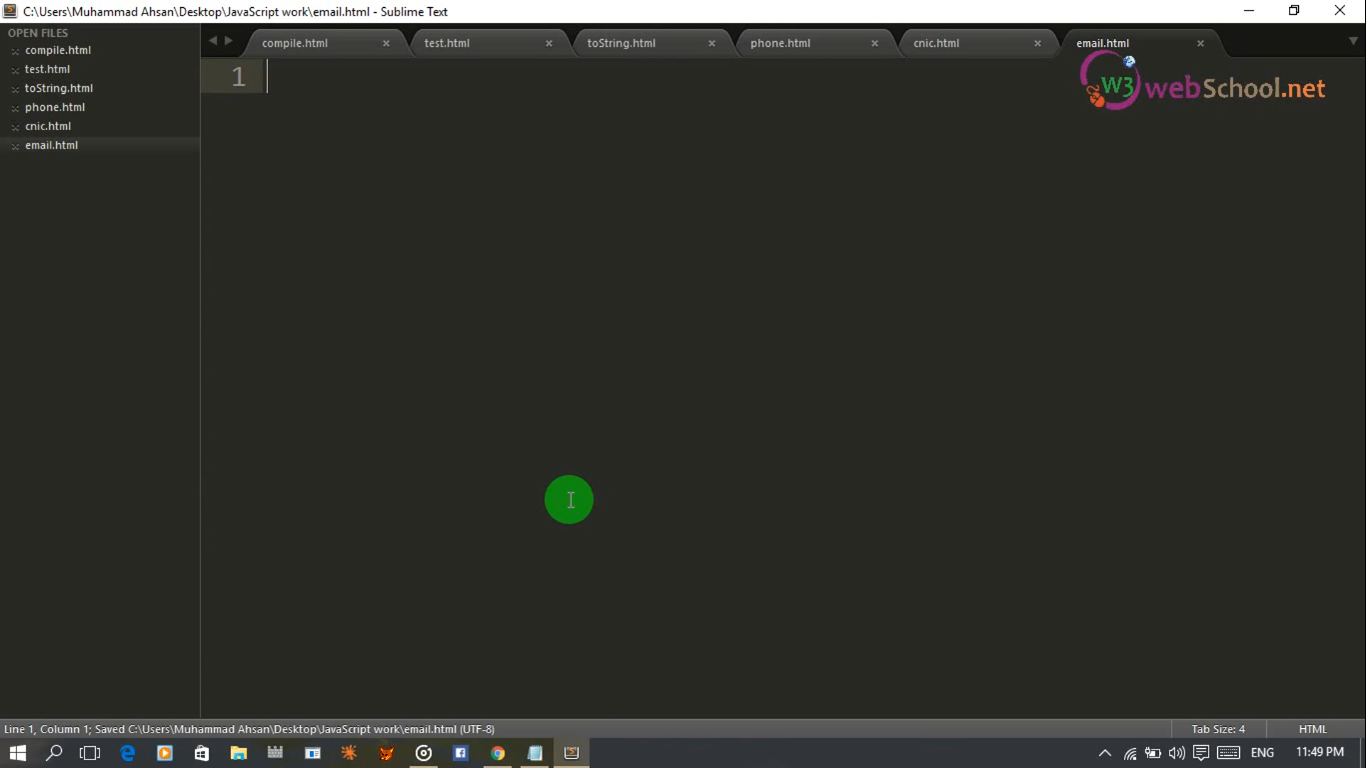 C:\Users\Muhammad Ahsan\Desktop\JavaScript work\email.html - Sublime Text
OPEN FILES
compile.html
test.html
toString.html
phone.html
cnic.html
email.html
compile.html
test.html
toString.html
phone.html
cnic.html
email.html
1
W3 webSchool.net
Line 1, Column 1; Saved C:\Users\Muhammad Ahsan\Desktop\JavaScript work\email.html (UTF-8)
Tab Size: 4
HTML
ENG
11:49 PM